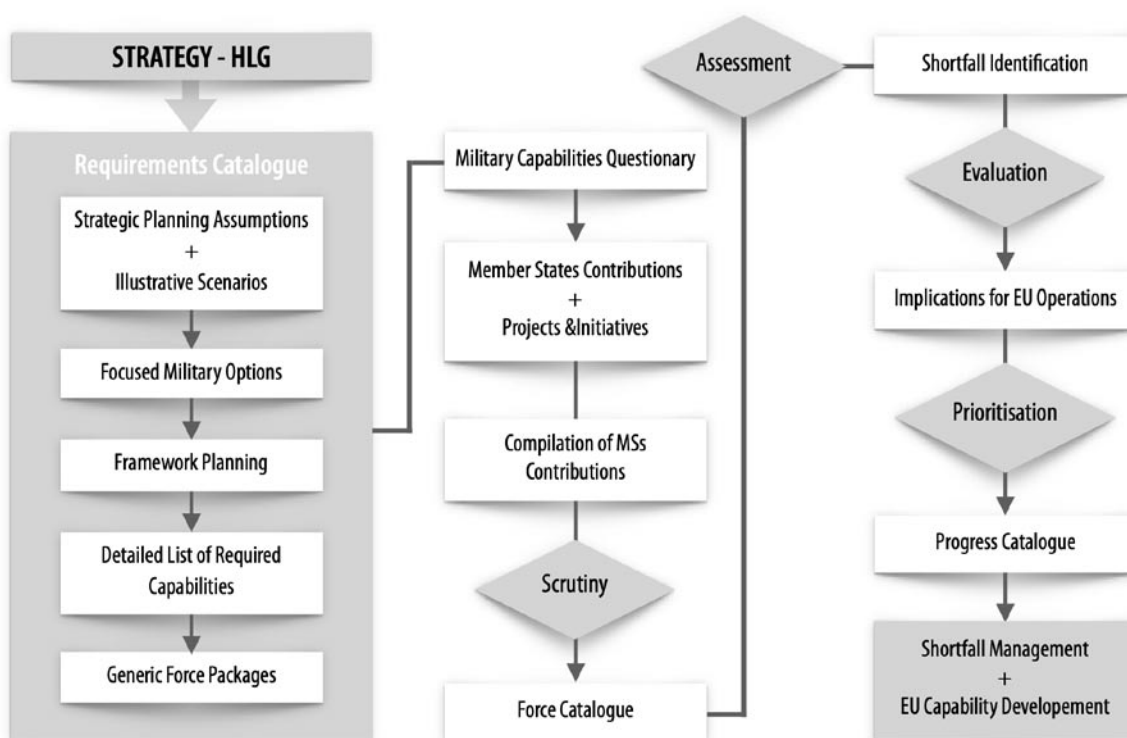 STRATEGY - HLG
Requirements Catalogue
Strategic Planning Assumptions
+
Illustrative Scenarios
Focused Military Options
Framework Planning
Detailed List of Required
Capabilities
Generic Force Packages
Military Capabilities Questionary
Member States Contributions
+
Projects &Initiatives
Compilation of MSs
Contributions
Scrutiny
Force Catalogue
Assessment
Shortfall Identification
Evaluation
Implications for EU Operations
Prioritisation
Progress Catalogue
Shortfall Management
+
EU Capability Developement